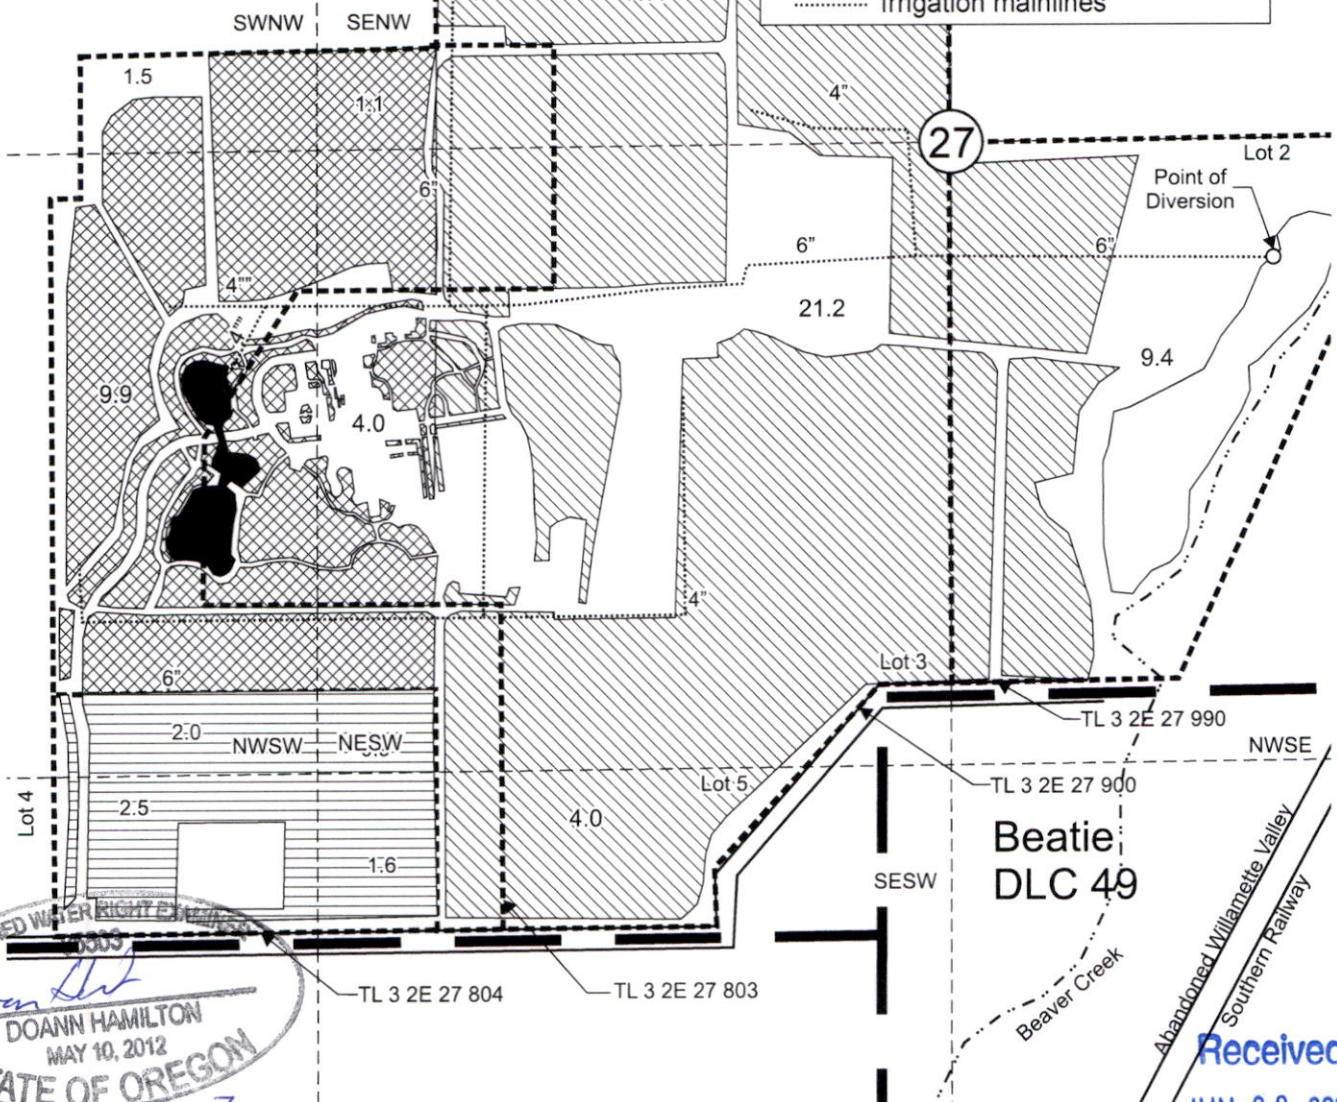 Irrigation mainlines
SWNW
SENW
1.5
1.1
4"
27
Lot 2
Point of
Diversion
6"
6"
6"
4""
4""
21.2
9.4
9.9
4.0
4"
Lot 3
6"
TL 3 2E 27 990
2.0
NWSW
NESW
NWSE
Lot 5
TL 3 2E 27 900
Lot 4
2.5
4.0
1.6
Beatie
DLC 49
SESW
Abandoned Willamette Valley
Southern Railway
Beaver Creek
WATER RIGHT EXAMINER
TL 3 2E 27 804
TL 3 2E 27 803
DOANN HAMILTON
MAY 10, 2012
OF OREGON
Received